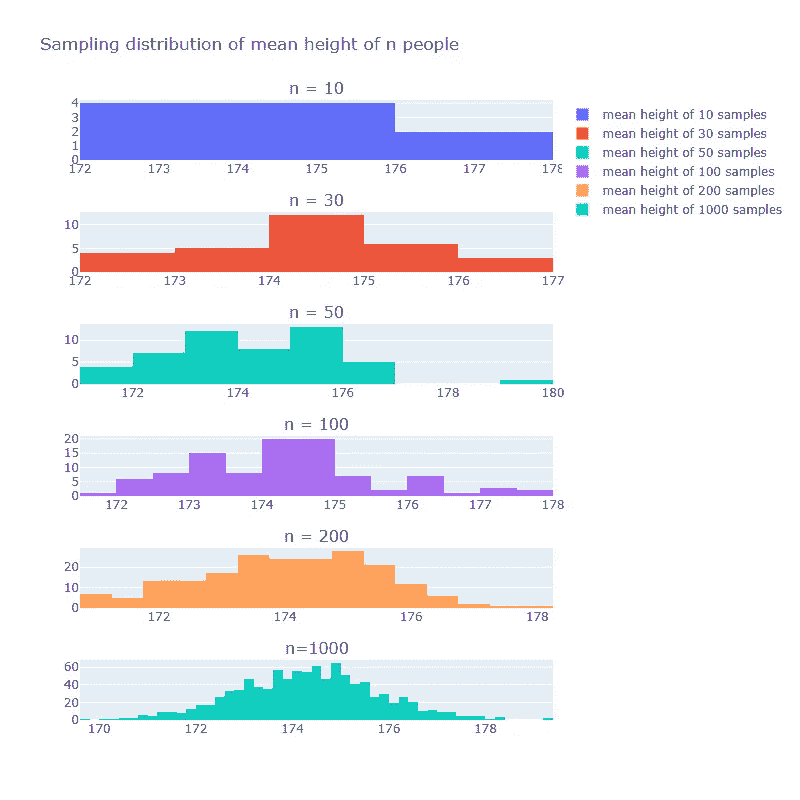 Sampling distribution of mean height of n people
n = 10
4
3
2
1
0
172 173 174 175 176 177 178
mean height of 10 samples
mean height of 30 samples
mean height of 50 samples
mean height of 100 samples
mean height of 200 samples
mean height of 1000 samples
n = 30
10
5
0
172 173 174 175 176 177
n = 50
10
5
0
172 174 176 178 180
n = 100
20
15
10
5
0
172 173 174 175 176 177 178
n = 200
20
10
0
172 174 176 178
n=1000
60
40
20
0
170 172 174 176 178